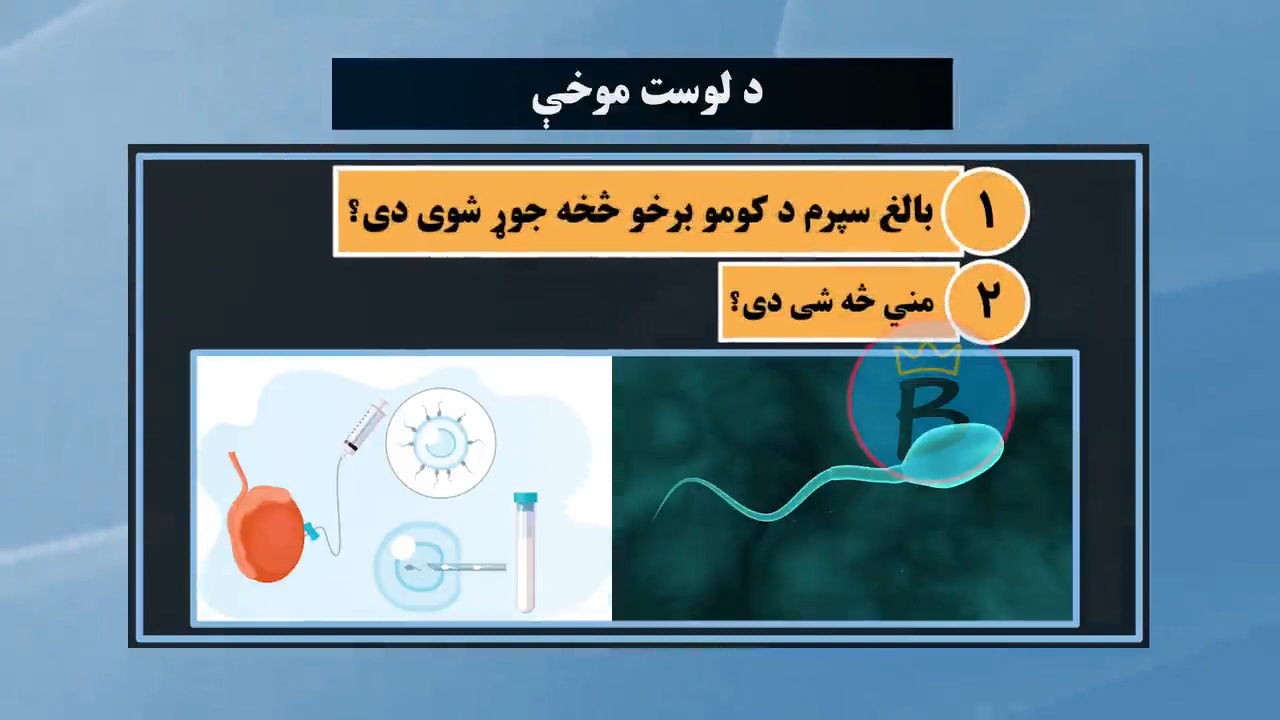 د لوست موخې
۱ بالغ سپرم د کومو برخو څخه جوړ شوی دی؟
۲ مني څه شی دی؟
B